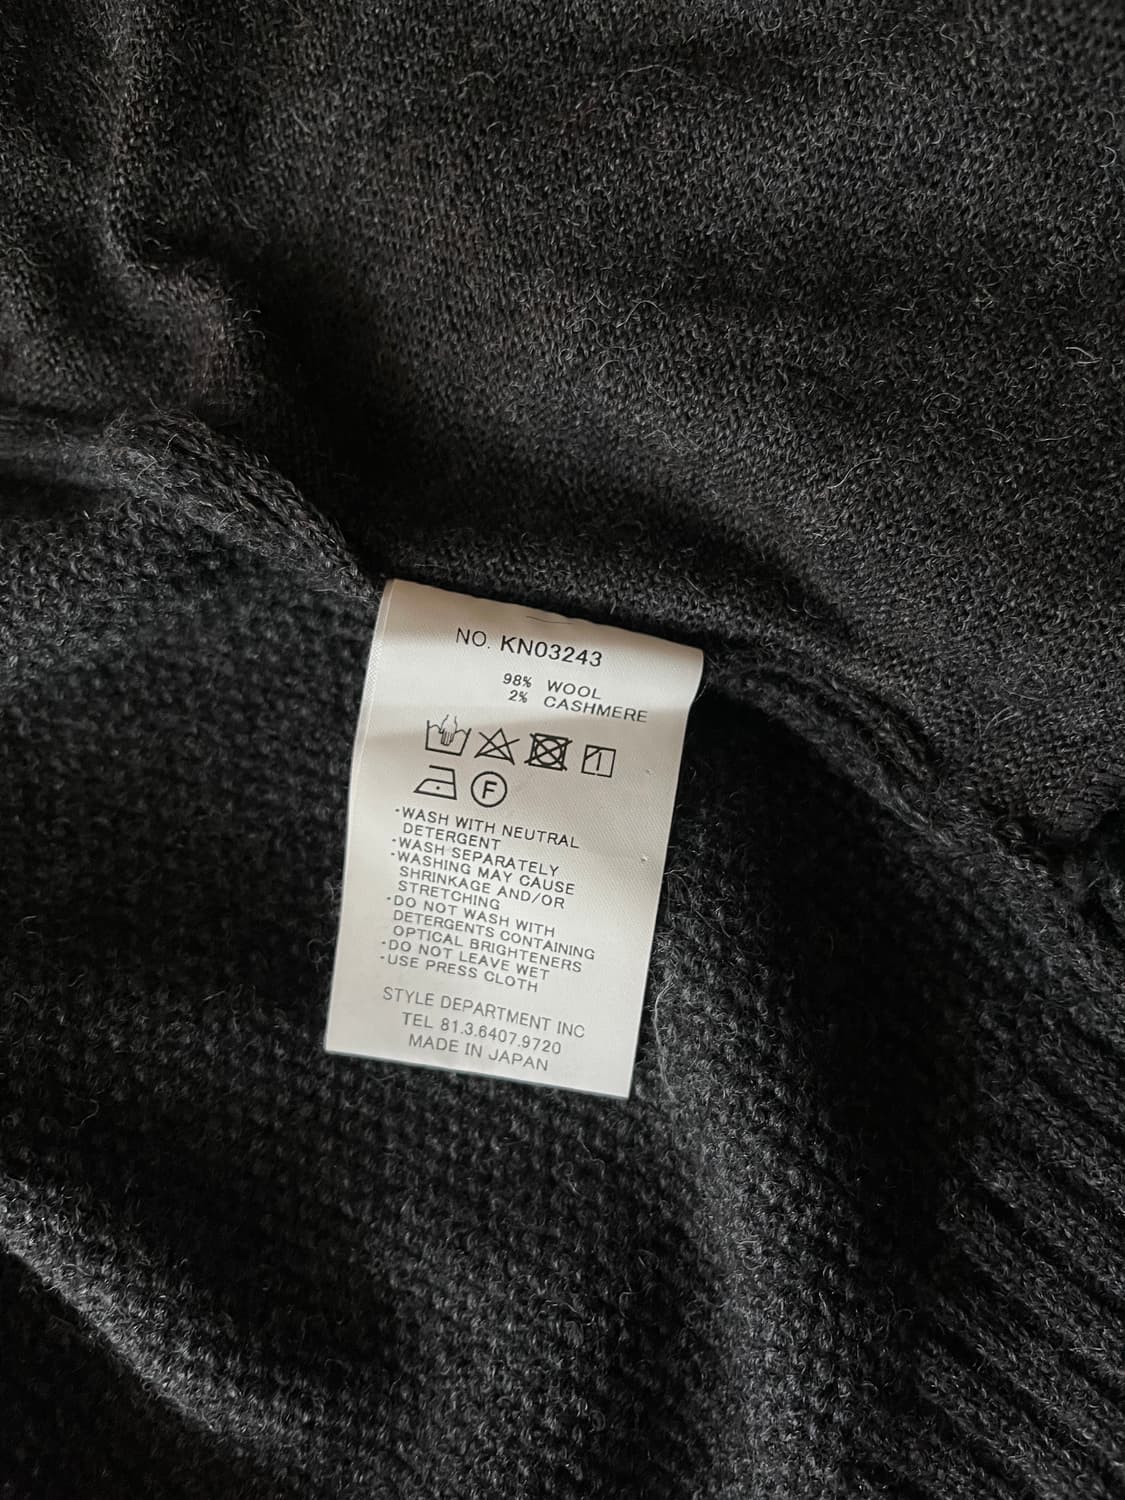 NO. KN03243
98% WOOL
2% CASHMERE
F
-WASH WITH NEUTRAL
DETERGENT
-WASH SEPARATELY
-WASHING MAY CAUSE
SHRINKAGE AND/OR
STRETCHING
-DO NOT WASH WITH
DETERGENTS CONTAINING
OPTICAL BRIGHTENERS
-DO NOT LEAVE WET
-USE PRESS CLOTH
STYLE DEPARTMENT INC
TEL 81.3.6407.9720
MADE IN JAPAN